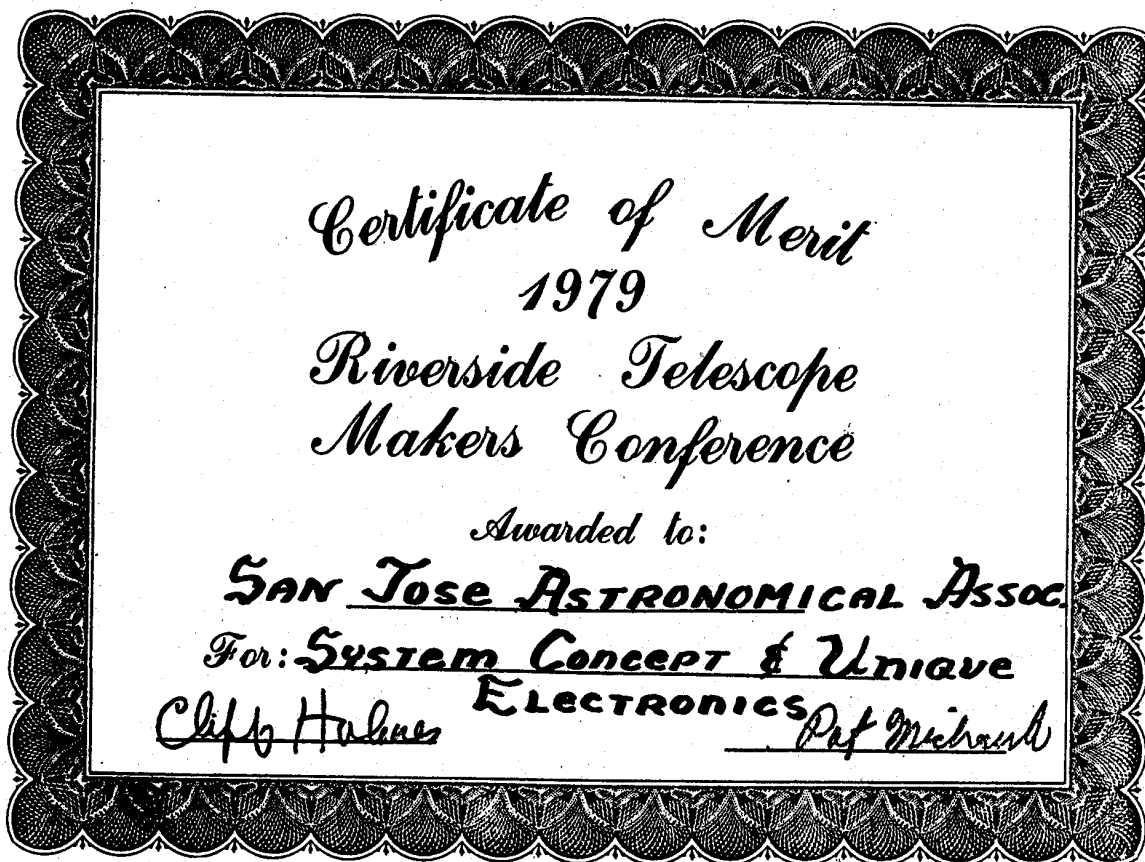 Certificate of Merit
1979
Riverside Telescope
Makers Conference
Awarded to:
SAN JOSE ASTRONOMICAL ASSOC.
For: SYSTEM CONCEPT & UNIQUE
ELECTRONICS
Cliff Holmes
Pat